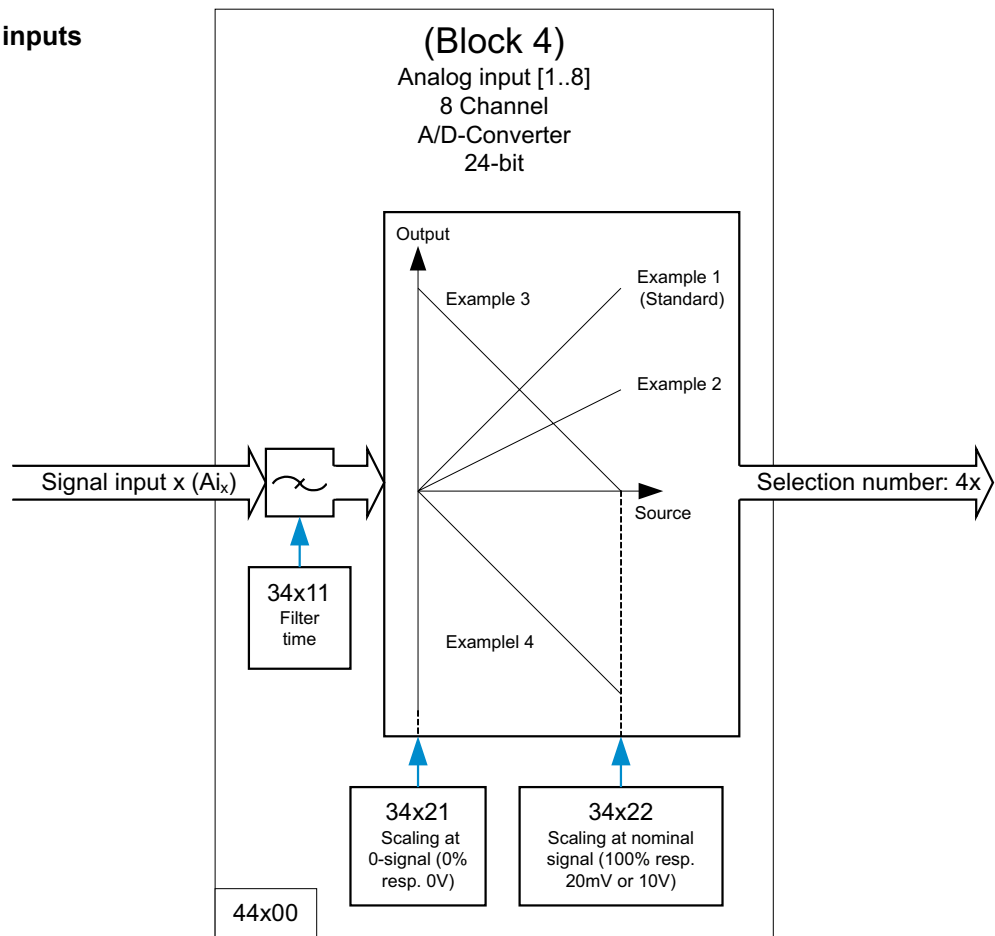 inputs
(Block 4)
Analog input [1..8]
8 Channel
A/D-Converter
24-bit
Output
Example 1
(Standard)
Example 3
Example 2
Signal input x (Aiₓ)
Selection number: 4x
Source
34x11
Filter
time
Examplel 4
34x21
Scaling at
0-signal (0%
resp. 0V)
34x22
Scaling at nominal
signal (100% resp.
20mV or 10V)
44x00